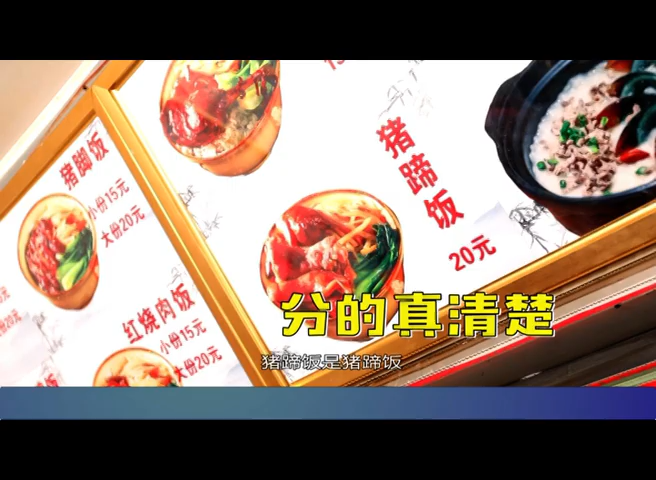 猪脚饭
小份15元
大份20元
红烧肉饭
小份15元
大份20元
猪蹄饭
20元
分的真清楚
猪蹄饭是猪蹄饭